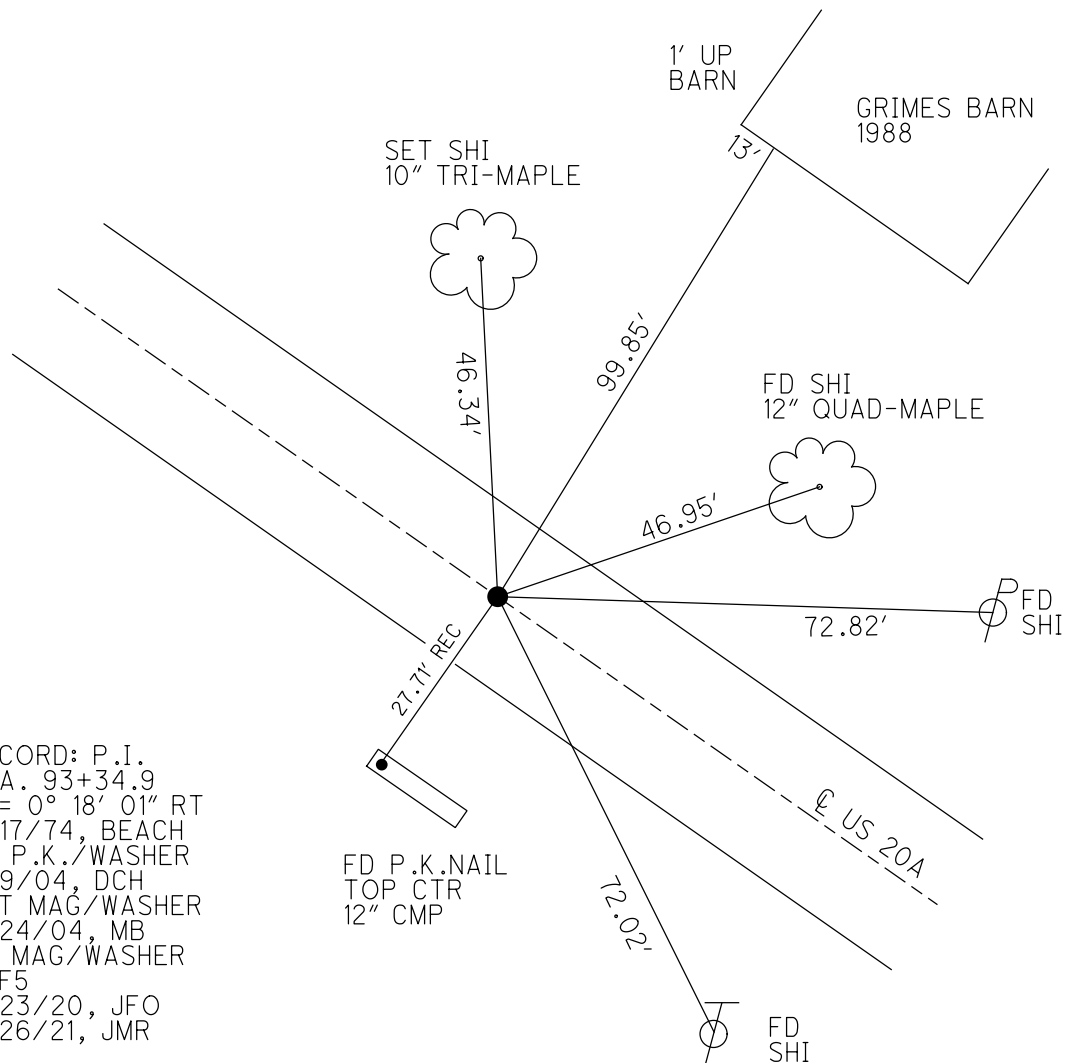 1' UP
BARN
GRIMES BARN
1988
13'
SET SHI
10" TRI-MAPLE
99.85'
46.34'
FD SHI
12" QUAD-MAPLE
46.95'
FD
SHI
72.82'
27.71' REC
CORD: P.I.
A. 93+34.9
= 0° 18' 01" RT
17/74, BEACH
P.K./WASHER
9/04, DCH
T MAG/WASHER
24/04, MB
MAG/WASHER
F5
23/20, JFO
26/21, JMR
FD P.K.NAIL
TOP CTR
12" CMP
℄ US 20A
72.02'
FD
SHI